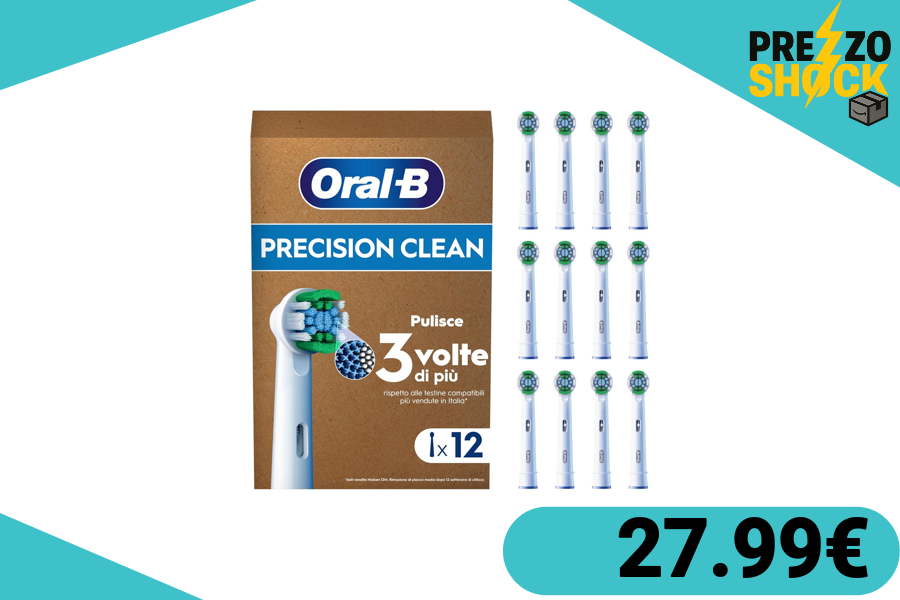 PREZZO
SHOCK
Oral-B
PRECISION CLEAN
Pulisce
3 volte
di più
rispetto alle testine compatibili
più vendute in Italia*
x 12
27.99€